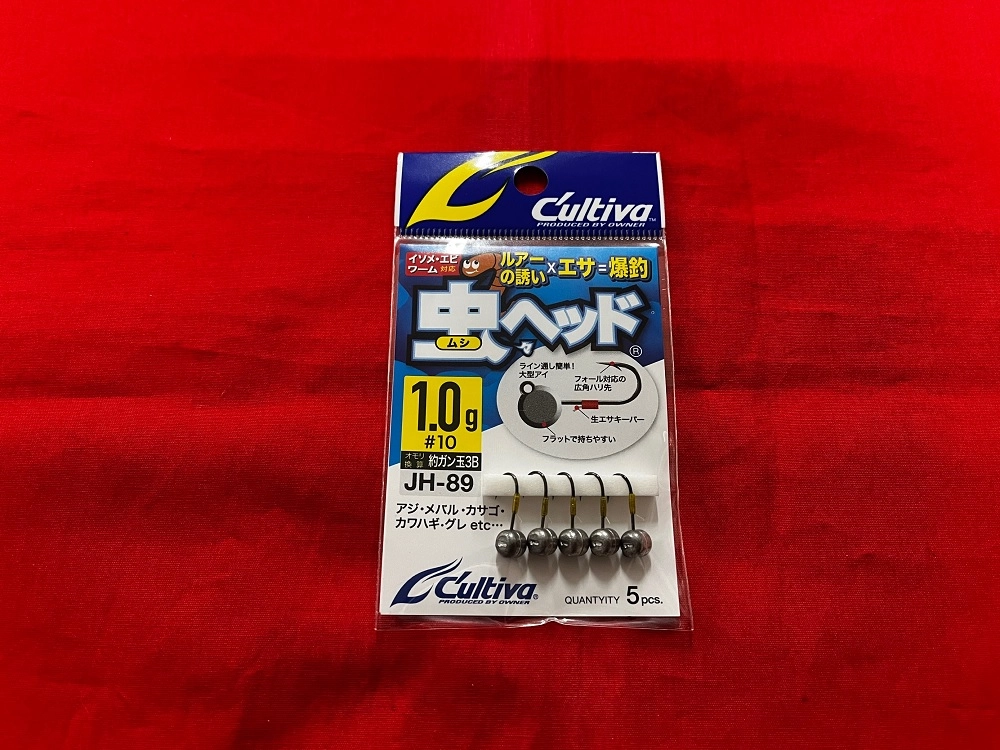 C'ultiva™
PRODUCED BY OWNER
イソメ・エビ
ワーム対応
ルアー
の誘い×エサ=爆釣
虫ヘッド®
ムシ
ライン通し簡単!
大型アイ
フォール対応の
広角ハリ先
生エサキーパー
フラットで持ちやすい
1.0g
#10
オモリ
換算 約ガン玉3B
JH-89
アジ・メバル・カサゴ・
カワハギ・グレ etc…
C'ultiva®
PRODUCED BY OWNER
QUANTYITY 5pcs.